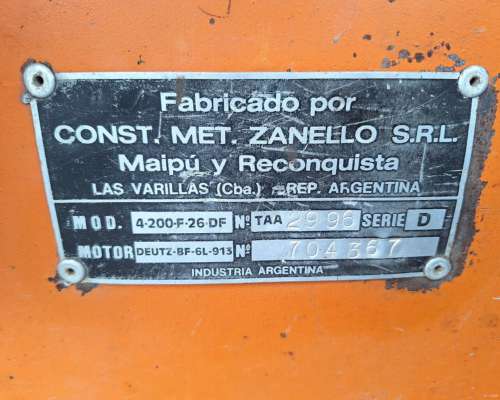 Fabricado por
CONST. MET. ZANELLO S.R.L.
Maipú y Reconquista
LAS VARILLAS (Cba.) - REP. ARGENTINA
MOD. 4-200-F-26-DF Nº TAA 2996 SERIE D
MOTOR DEUTZ-BF-6L-913 Nº 704367
INDUSTRIA ARGENTINA